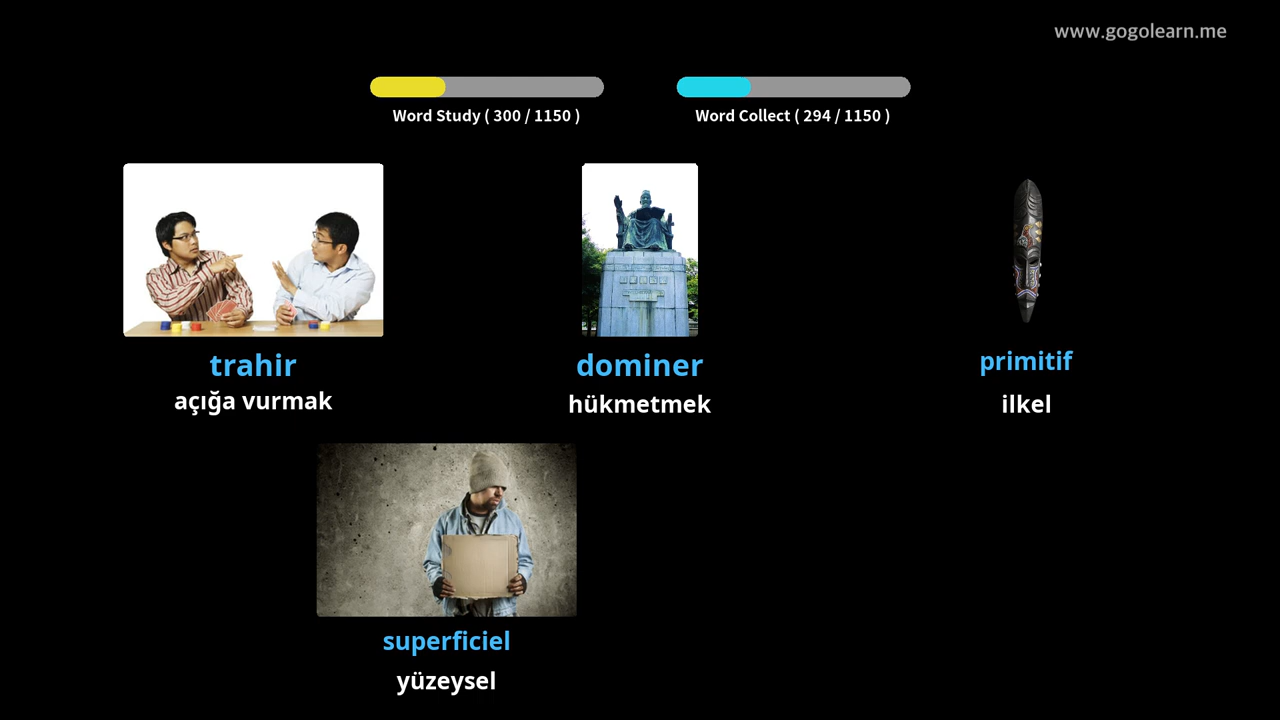 www.gogolearn.me
Word Study ( 300 / 1150 )
Word Collect ( 294 / 1150 )
trahir
açığa vurmak
dominer
hükmetmek
primitif
ilkel
superficiel
yüzeysel